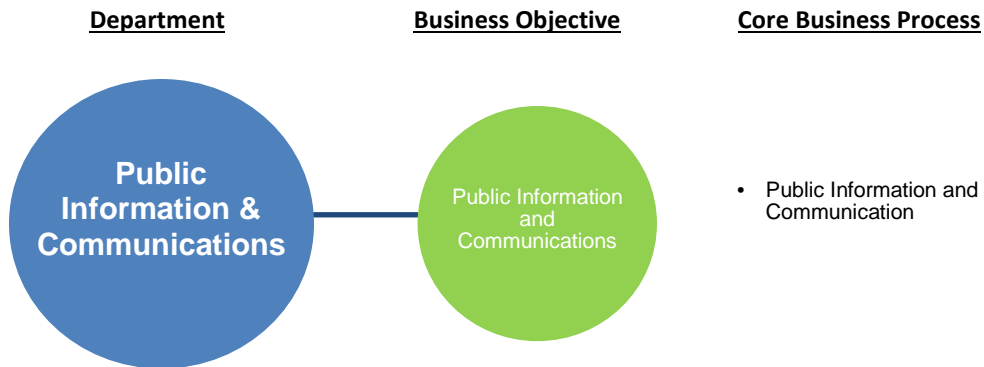 Department
Business Objective
Core Business Process
Public
Information &
Communications
Public Information
and
Communications
• Public Information and
Communication